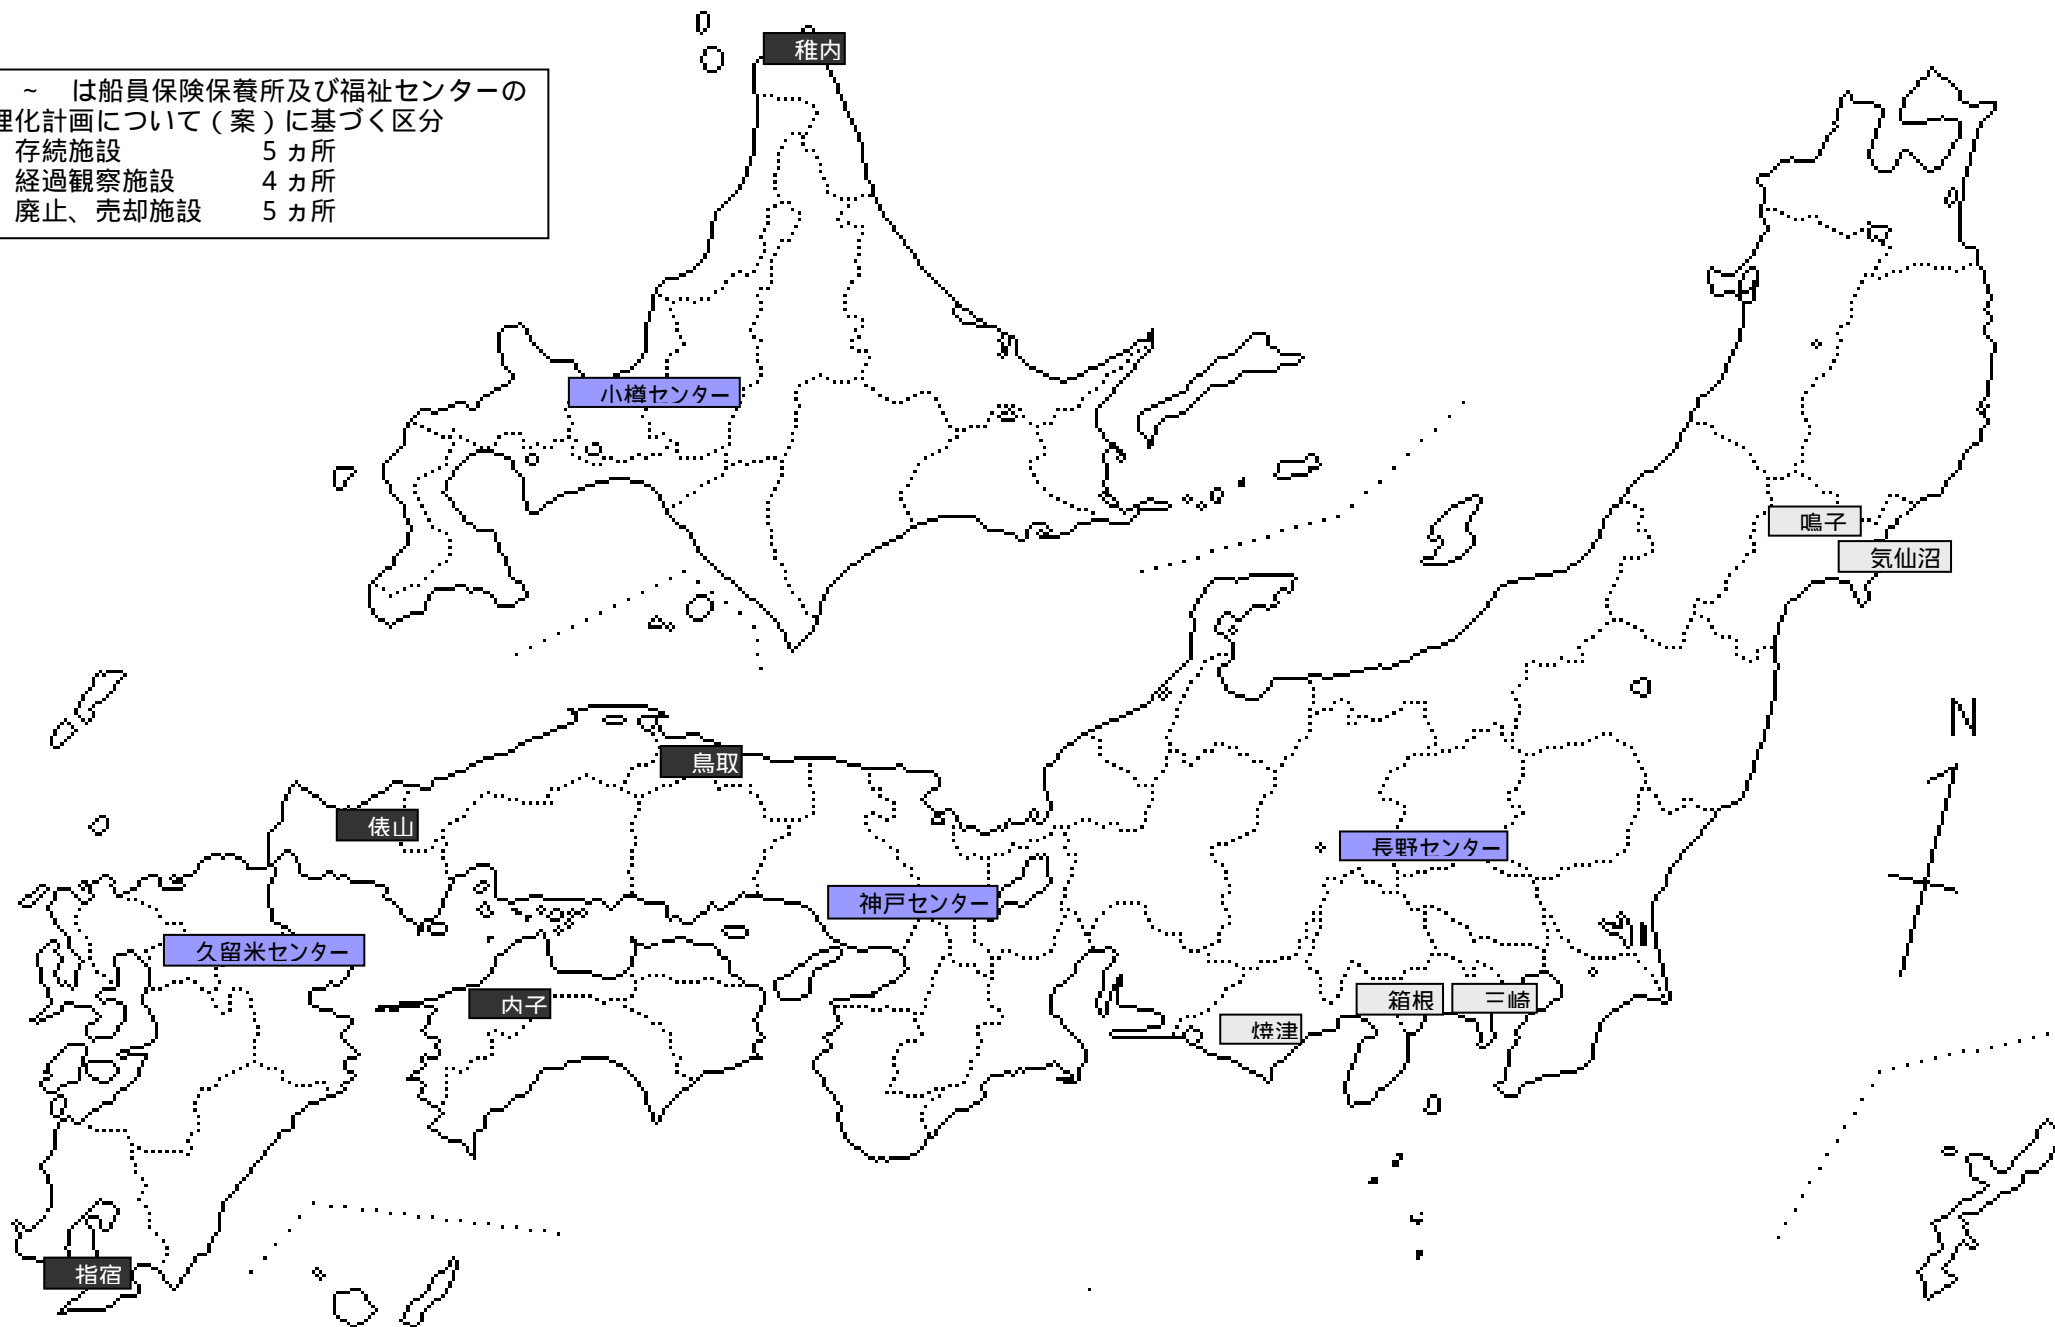 ~ は船員保険保養所及び福祉センターの
理化計画について(案)に基づく区分
存続施設 5ヵ所
経過観察施設 4ヵ所
廃止、売却施設 5ヵ所
稚内
小樽センター
鳴子
気仙沼
N
鳥取
俵山
長野センター
神戸センター
久留米センター
内子
箱根
三崎
焼津
指宿